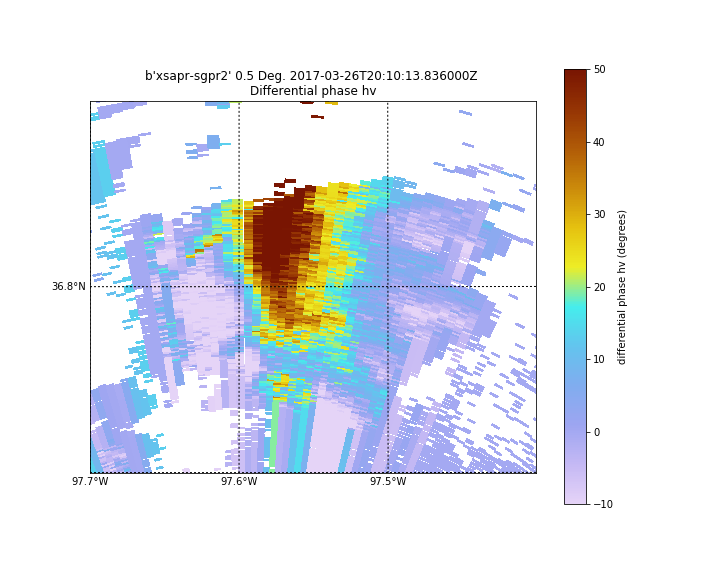 b'xsapr-sgpr2' 0.5 Deg. 2017-03-26T20:10:13.836000Z
Differential phase hv
50
40
30
20
10
0
−10
differential phase hv (degrees)
36.8°N
97.7°W
97.6°W
97.5°W